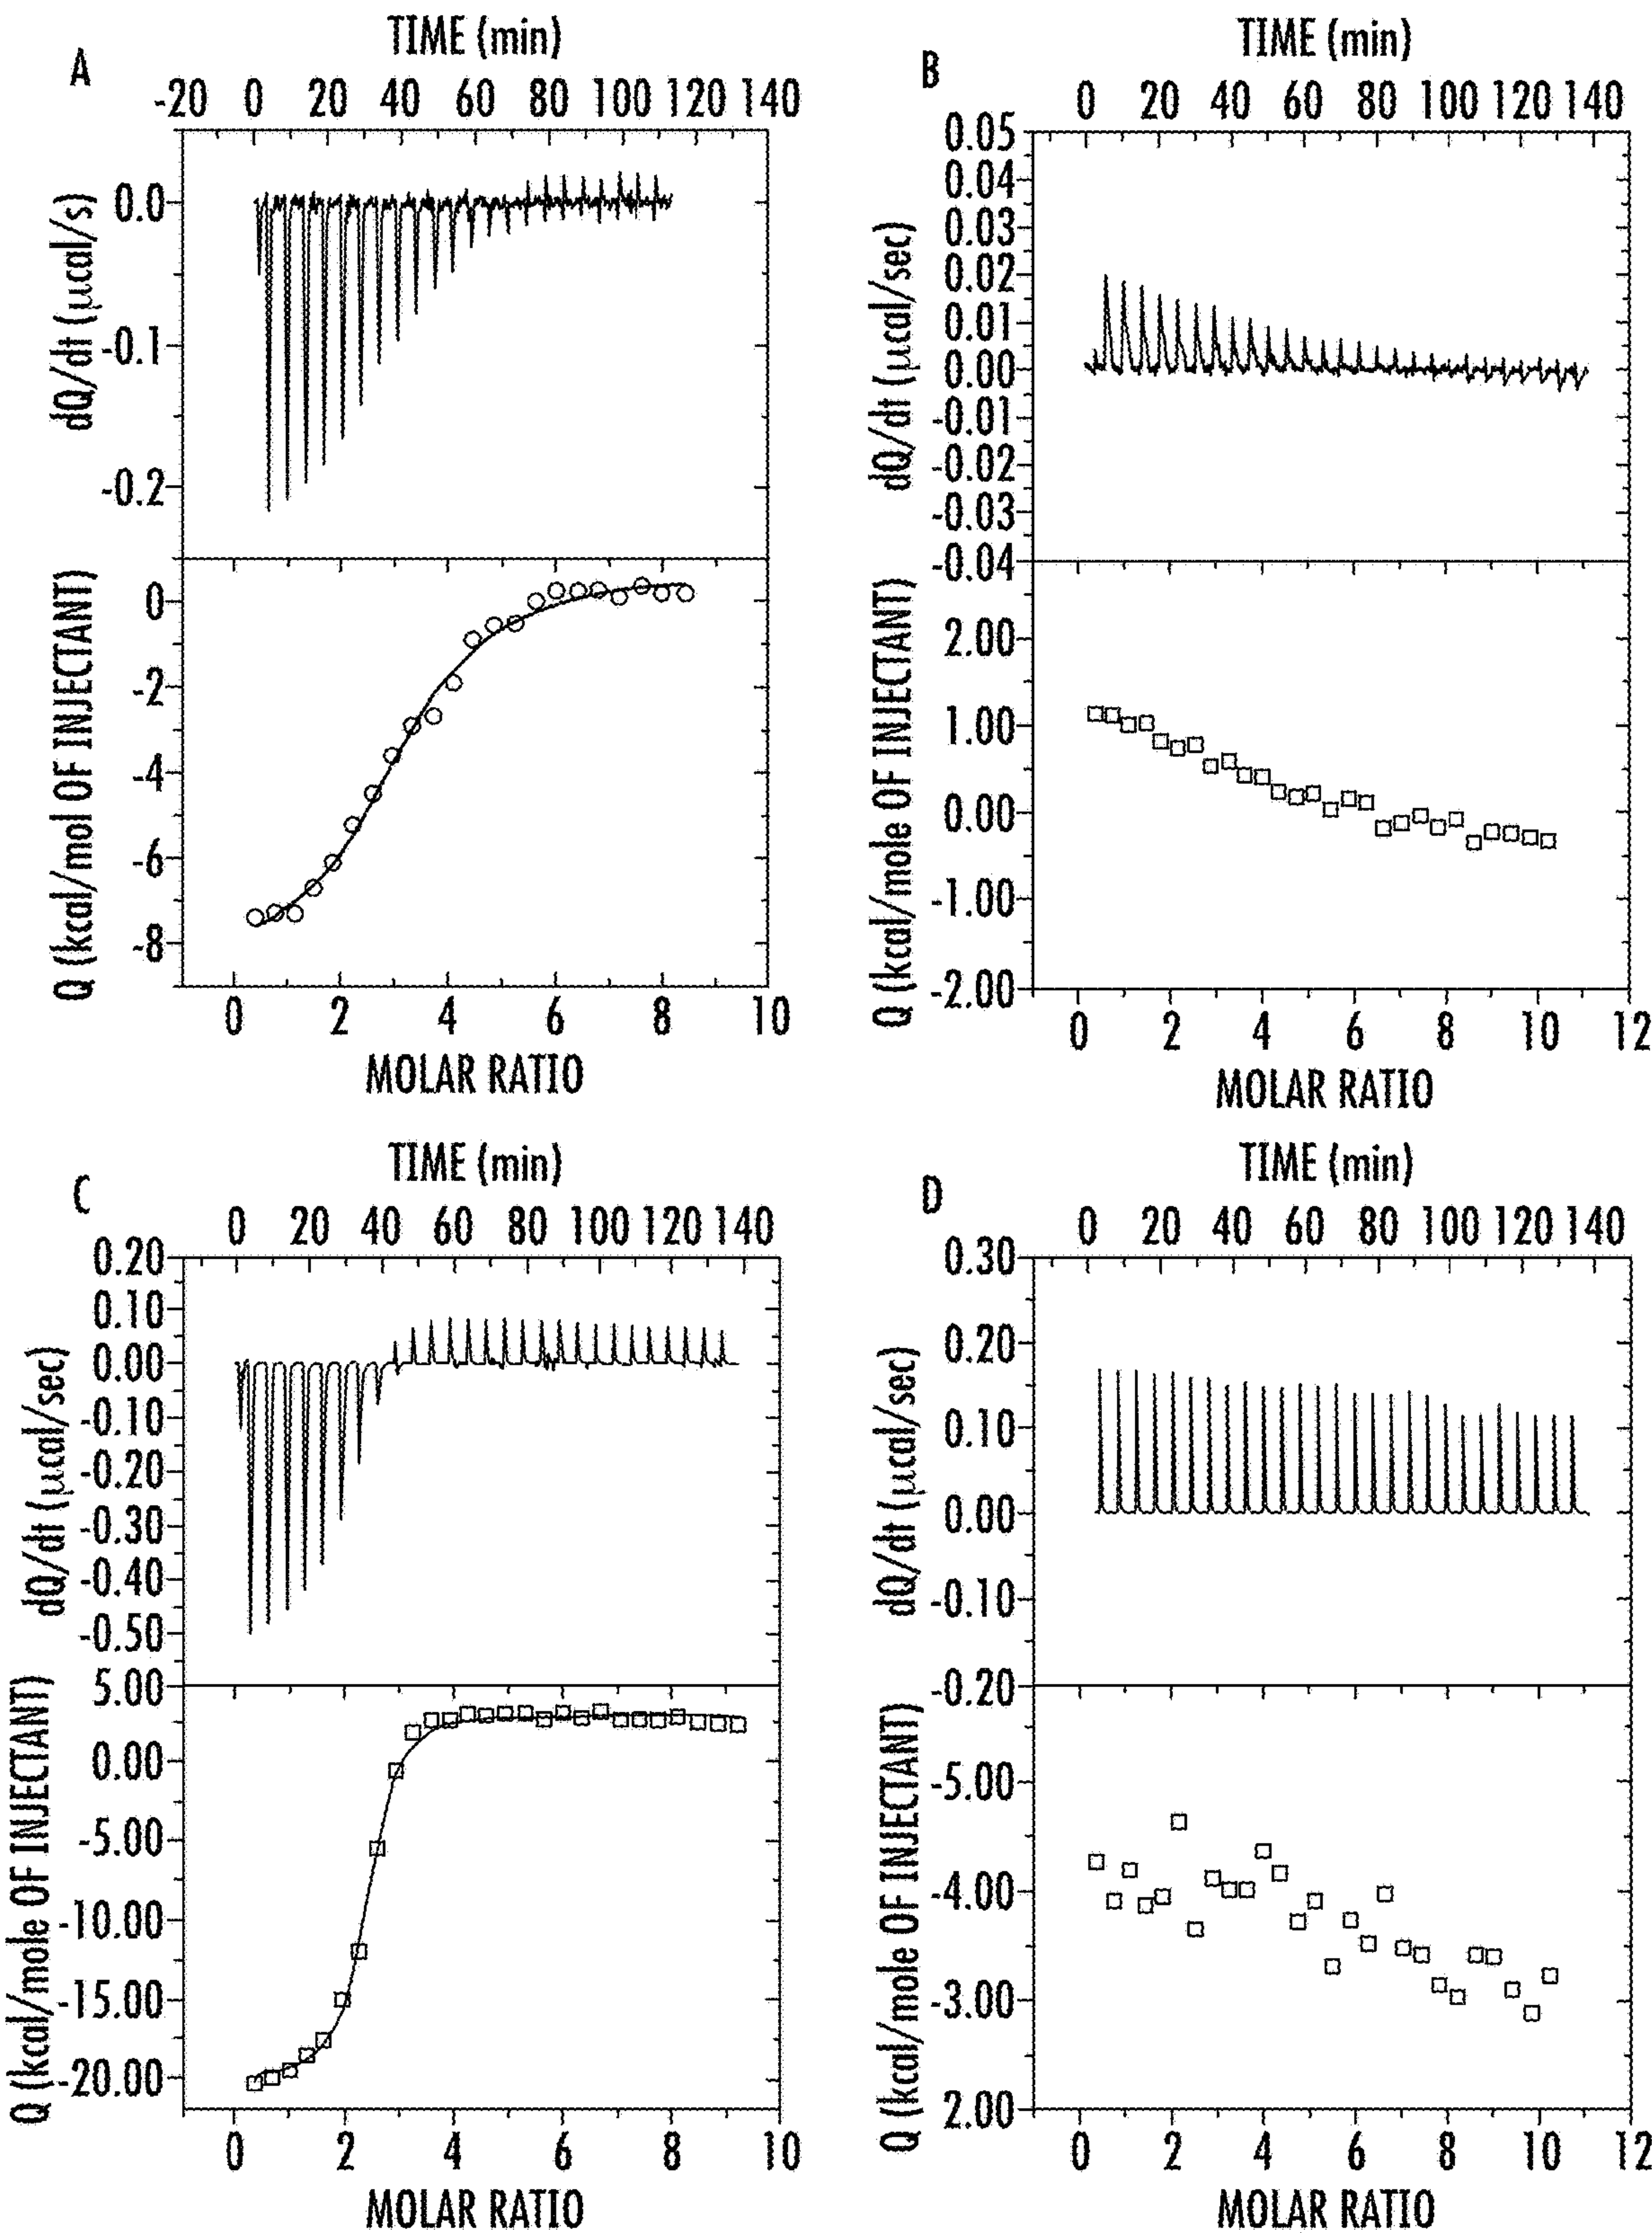 A
TIME (min)
-20 0 20 40 60 80 100 120 140
dQ/dt (μcal/s)
0.0
-0.1
-0.2
Q (kcal/mol OF INJECTANT)
0
-2
-4
-6
-8
0 2 4 6 8 10
MOLAR RATIO
B
TIME (min)
0 20 40 60 80 100 120 140
dQ/dt (μcal/sec)
0.05
0.04
0.03
0.02
0.01
0.00
-0.01
-0.02
-0.03
-0.04
Q (kcal/mole OF INJECTANT)
2.00
1.00
0.00
-1.00
-2.00
0 2 4 6 8 10 12
MOLAR RATIO
C
TIME (min)
0 20 40 60 80 100 120 140
dQ/dt (μcal/sec)
0.20
0.10
0.00
-0.10
-0.20
-0.30
-0.40
-0.50
Q (kcal/mole OF INJECTANT)
5.00
0.00
-5.00
-10.00
-15.00
-20.00
0 2 4 6 8 10
MOLAR RATIO
D
TIME (min)
0 20 40 60 80 100 120 140
dQ/dt (μcal/sec)
0.30
0.20
0.10
0.00
-0.10
-0.20
Q (kcal/mole OF INJECTANT)
-5.00
-4.00
-3.00
2.00
0 2 4 6 8 10 12
MOLAR RATIO